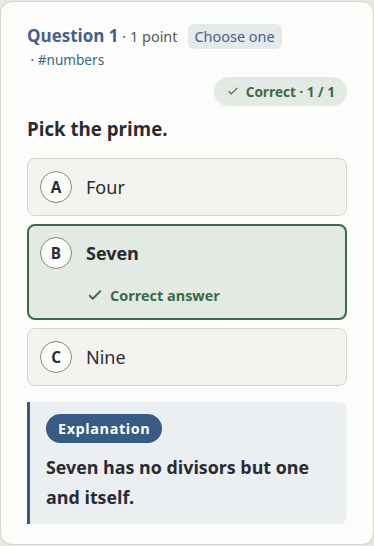 Question 1 · 1 point Choose one
· #numbers
✓ Correct · 1 / 1
Pick the prime.
A Four
B Seven
✓ Correct answer
C Nine
Explanation
Seven has no divisors but one
and itself.